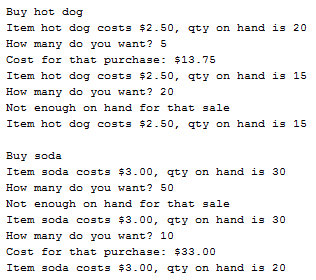 Buy hot dog
Item hot dog costs $2.50, qty on hand is 20
How many do you want? 5
Cost for that purchase: $13.75
Item hot dog costs $2.50, qty on hand is 15
How many do you want? 20
Not enough on hand for that sale
Item hot dog costs $2.50, qty on hand is 15

Buy soda
Item soda costs $3.00, qty on hand is 30
How many do you want? 50
Not enough on hand for that sale
Item soda costs $3.00, qty on hand is 30
How many do you want? 10
Cost for that purchase: $33.00
Item soda costs $3.00, qty on hand is 20